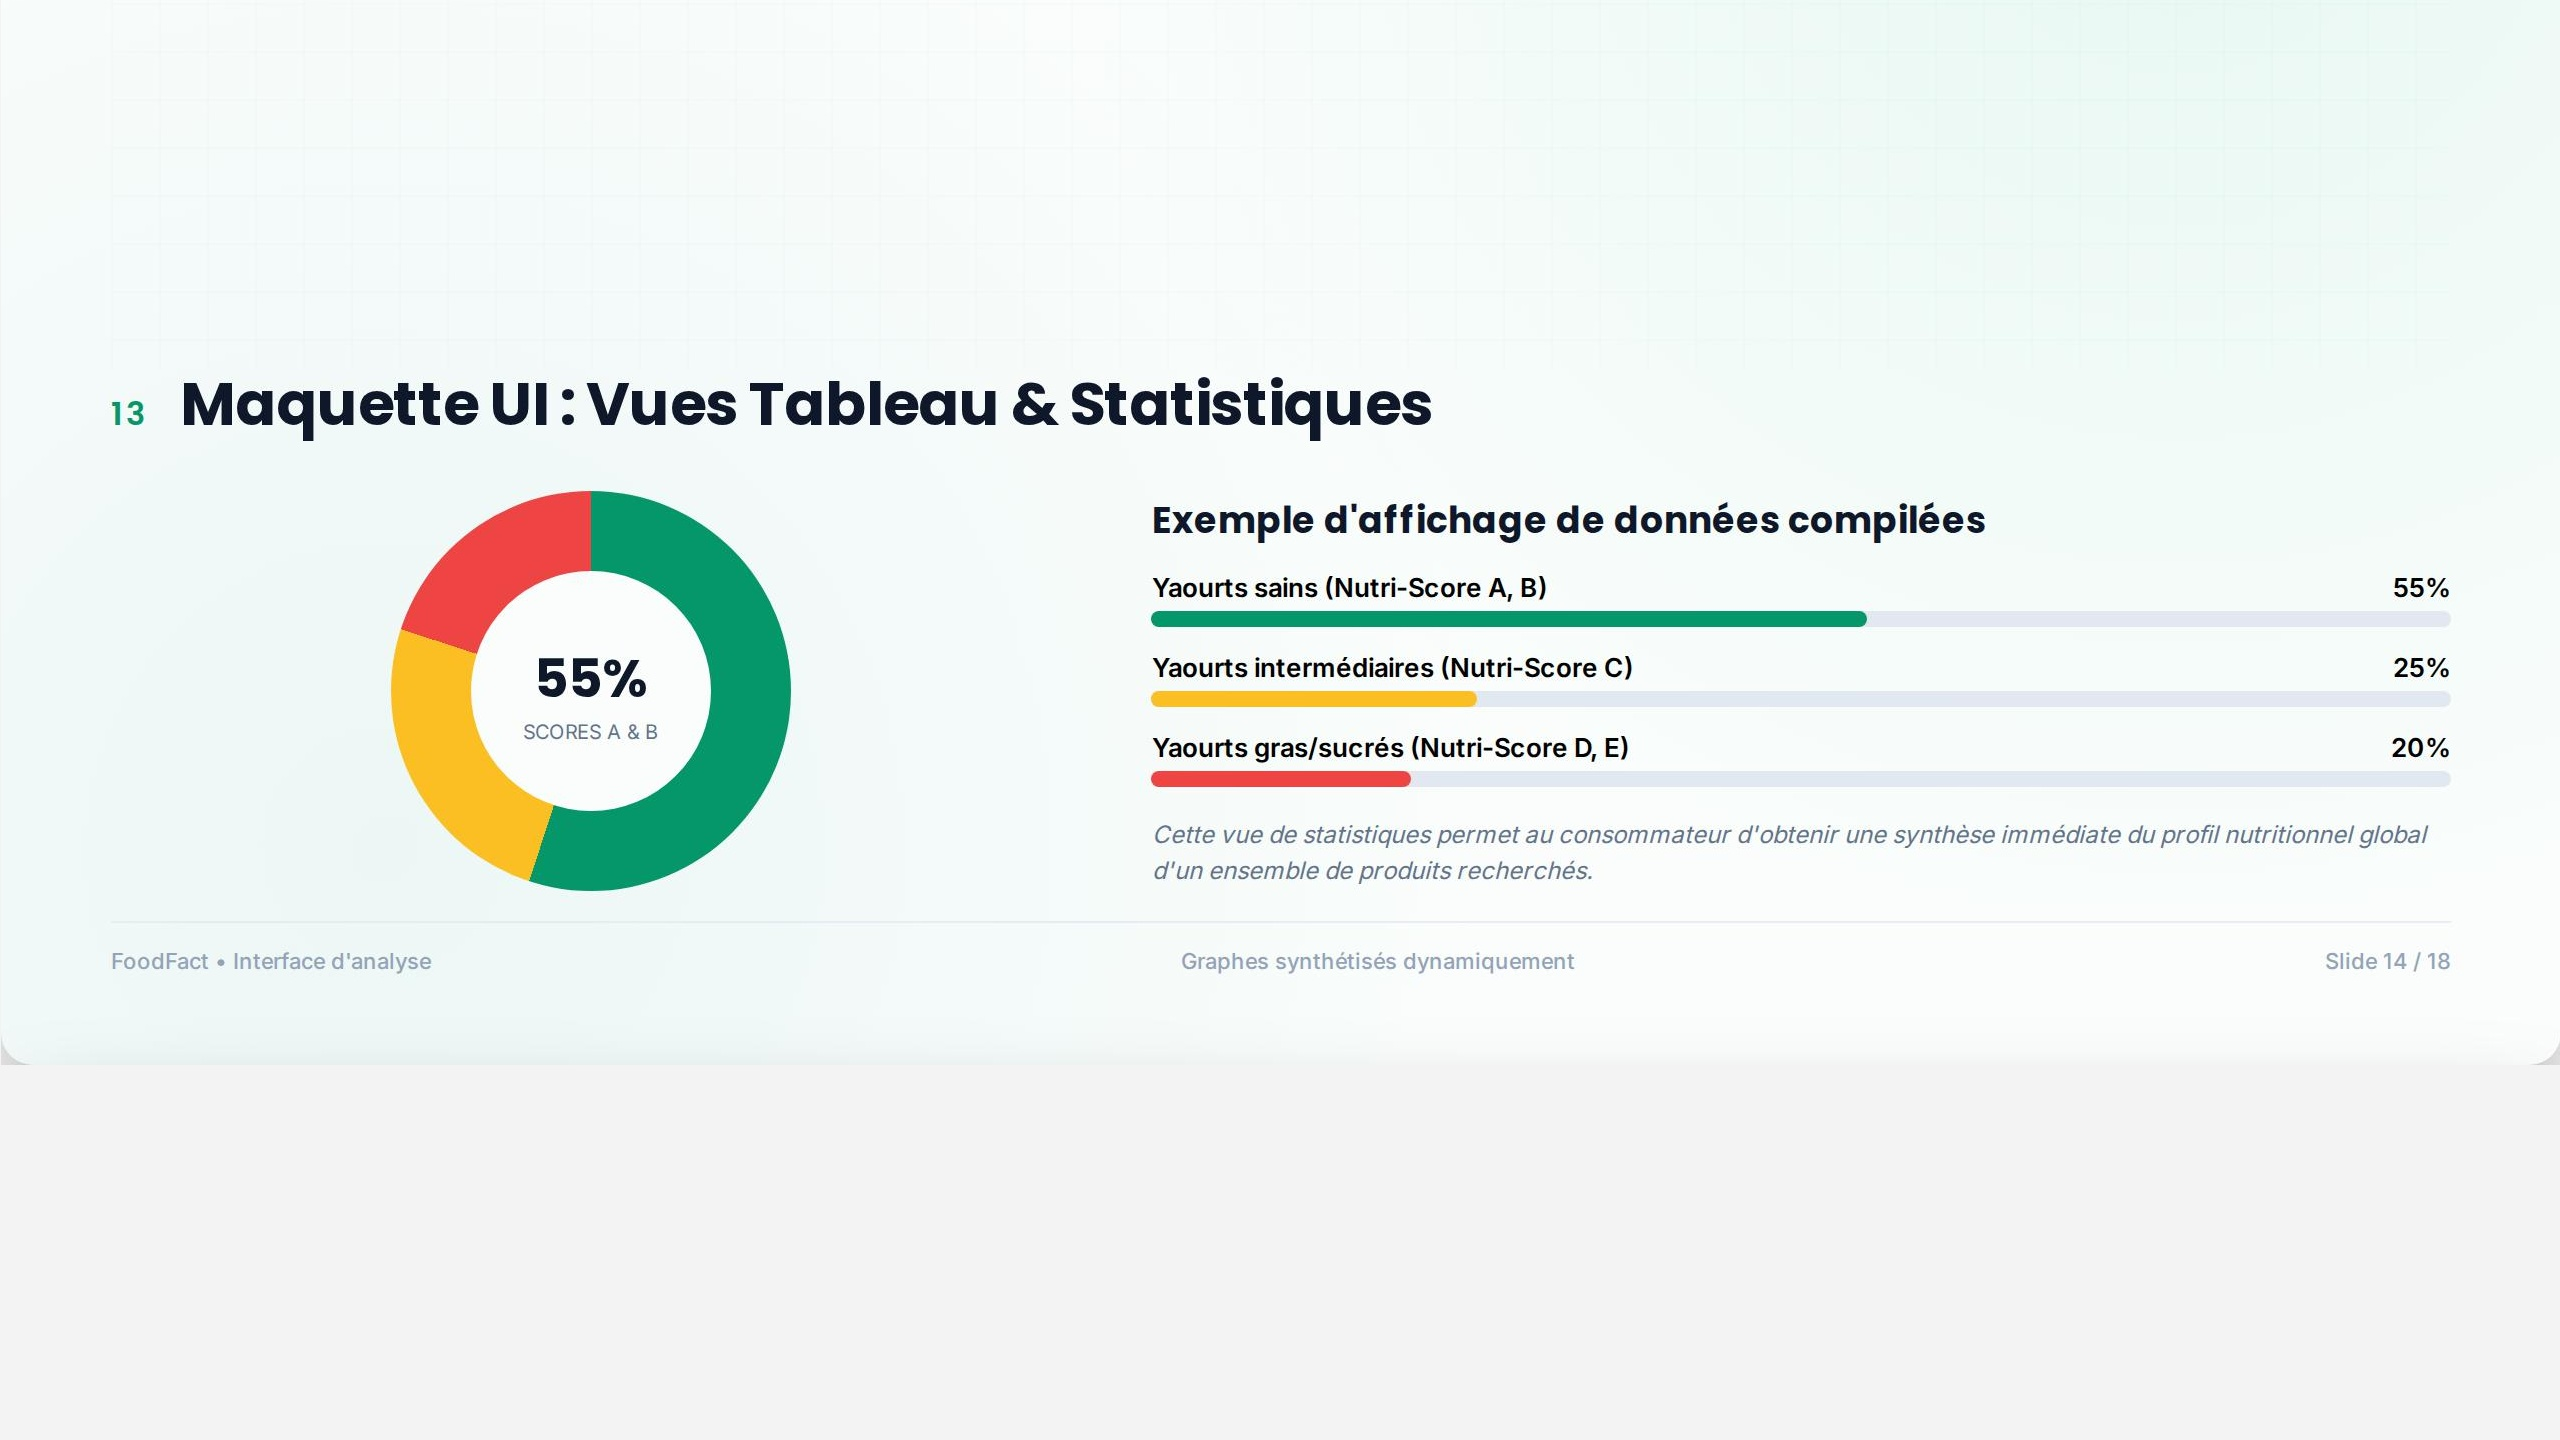 13 Maquette UI : Vues Tableau & Statistiques
55%
SCORES A & B
Exemple d'affichage de données compilées
Yaourts sains (Nutri-Score A, B) 55%
Yaourts intermédiaires (Nutri-Score C) 25%
Yaourts gras/sucrés (Nutri-Score D, E) 20%
Cette vue de statistiques permet au consommateur d'obtenir une synthèse immédiate du profil nutritionnel global
d'un ensemble de produits recherchés.
FoodFact • Interface d'analyse Graphes synthétisés dynamiquement Slide 14 / 18